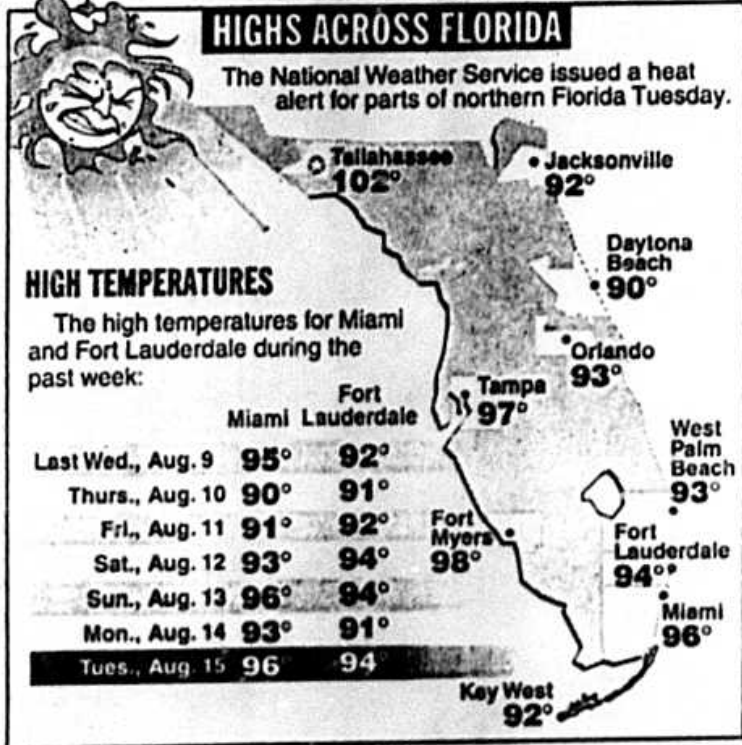 HIGHS ACROSS FLORIDA
The National Weather Service issued a heat
alert for parts of northern Florida Tuesday.
Tallahassee
102°
Jacksonville
92°
Daytona
Beach
90°
Orlando
93°
Tampa
97°
West
Palm
Beach
93°
Fort
Myers
98°
Fort
Lauderdale
94°
Miami
96°
Key West
92°
HIGH TEMPERATURES
The high temperatures for Miami
and Fort Lauderdale during the
past week:
Fort
Miami Lauderdale
Last Wed., Aug. 9 95° 92°
Thurs., Aug. 10 90° 91°
Fri., Aug. 11 91° 92°
Sat., Aug. 12 93° 94°
Sun., Aug. 13 96° 94°
Mon., Aug. 14 93° 91°
Tues., Aug. 15 96 94°